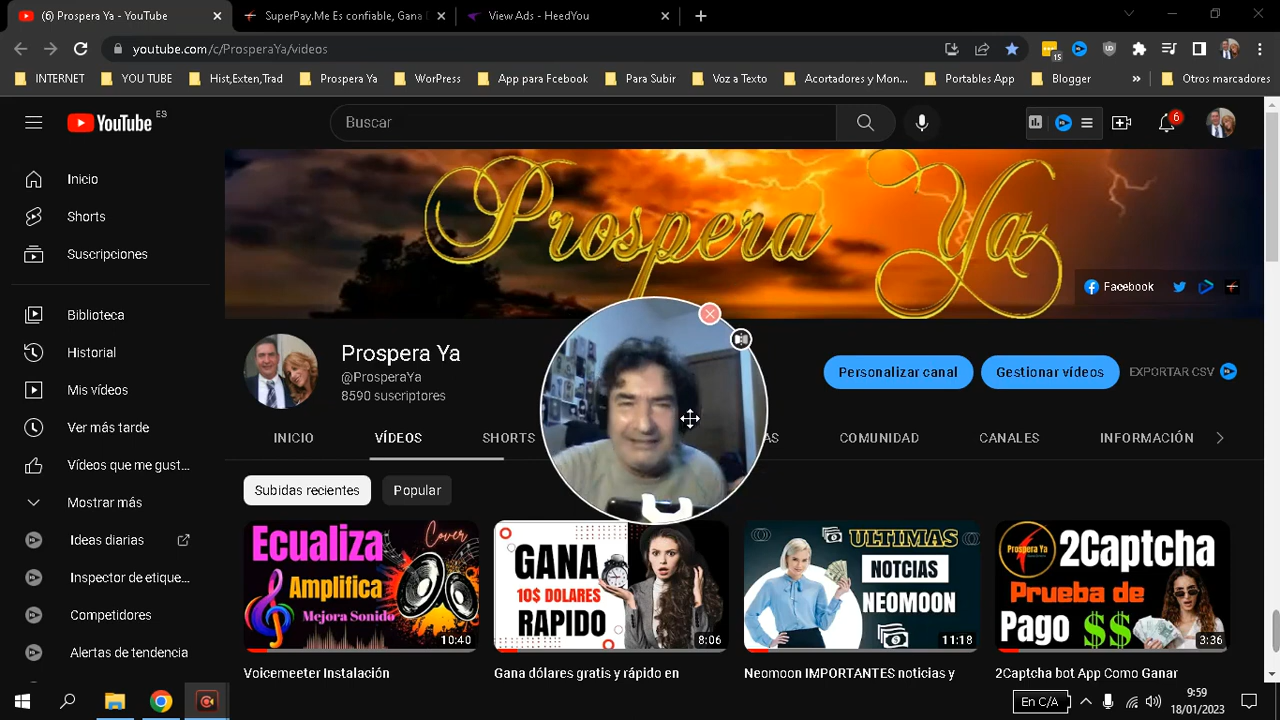 (6) Prospera Ya - YouTube
SuperPay.Me Es confiable, Gana
View Ads - HeedYou
youtube.com/c/ProsperaYa/videos
15
INTERNET
YOU TUBE
Hist,Exten,Trad
Prospera Ya
WorPress
App para Fcebook
Para Subir
Voz a Texto
Acortadores y Mon...
Portables App
Blogger
»
Otros marcadores
YouTube ES
Buscar
6
Inicio
Shorts
Suscripciones
Biblioteca
Historial
Mis vídeos
Ver más tarde
Vídeos que me gust...
Mostrar más
Ideas diarias
Inspector de etique...
Competidores
Alertas de tendencia
Prospera Ya
Facebook
Prospera Ya
@ProsperaYa
8590 suscriptores
Personalizar canal
Gestionar vídeos
EXPORTAR CSV
INICIO
VÍDEOS
SHORTS
AS
COMUNIDAD
CANALES
INFORMACIÓN
Subidas recientes
Popular
Ecualiza
Cover
Amplifica
Mejora Sonido
10:40
Voicemeeter Instalación
GANA
10$ DOLARES
RAPIDO
8:06
Gana dólares gratis y rápido en
ULTIMAS
NOTCIAS
NEOMOON
11:18
Neomoon IMPORTANTES noticias y
Prospera Ya
2Captcha
Prueba de
Pago $$
8:26
2Captcha bot App Como Ganar
En C/A
9:59
18/01/2023